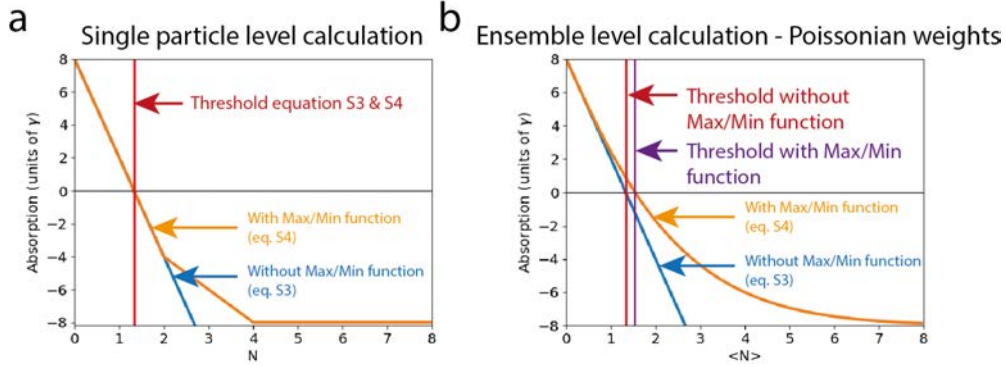 a
Single particle level calculation
8
6
4
2
0
−2
−4
−6
−8
Absorption (units of γ)
Threshold equation S3 & S4
With Max/Min function
(eq. S4)
Without Max/Min function
(eq. S3)
0 1 2 3 4 5 6 7 8
N
b
Ensemble level calculation - Poissonian weights
8
6
4
2
0
−2
−4
−6
−8
Absorption (units of γ)
Threshold without
Max/Min function
Threshold with Max/Min
function
With Max/Min function
(eq. S4)
Without Max/Min function
(eq. S3)
0 1 2 3 4 5 6 7 8
<N>